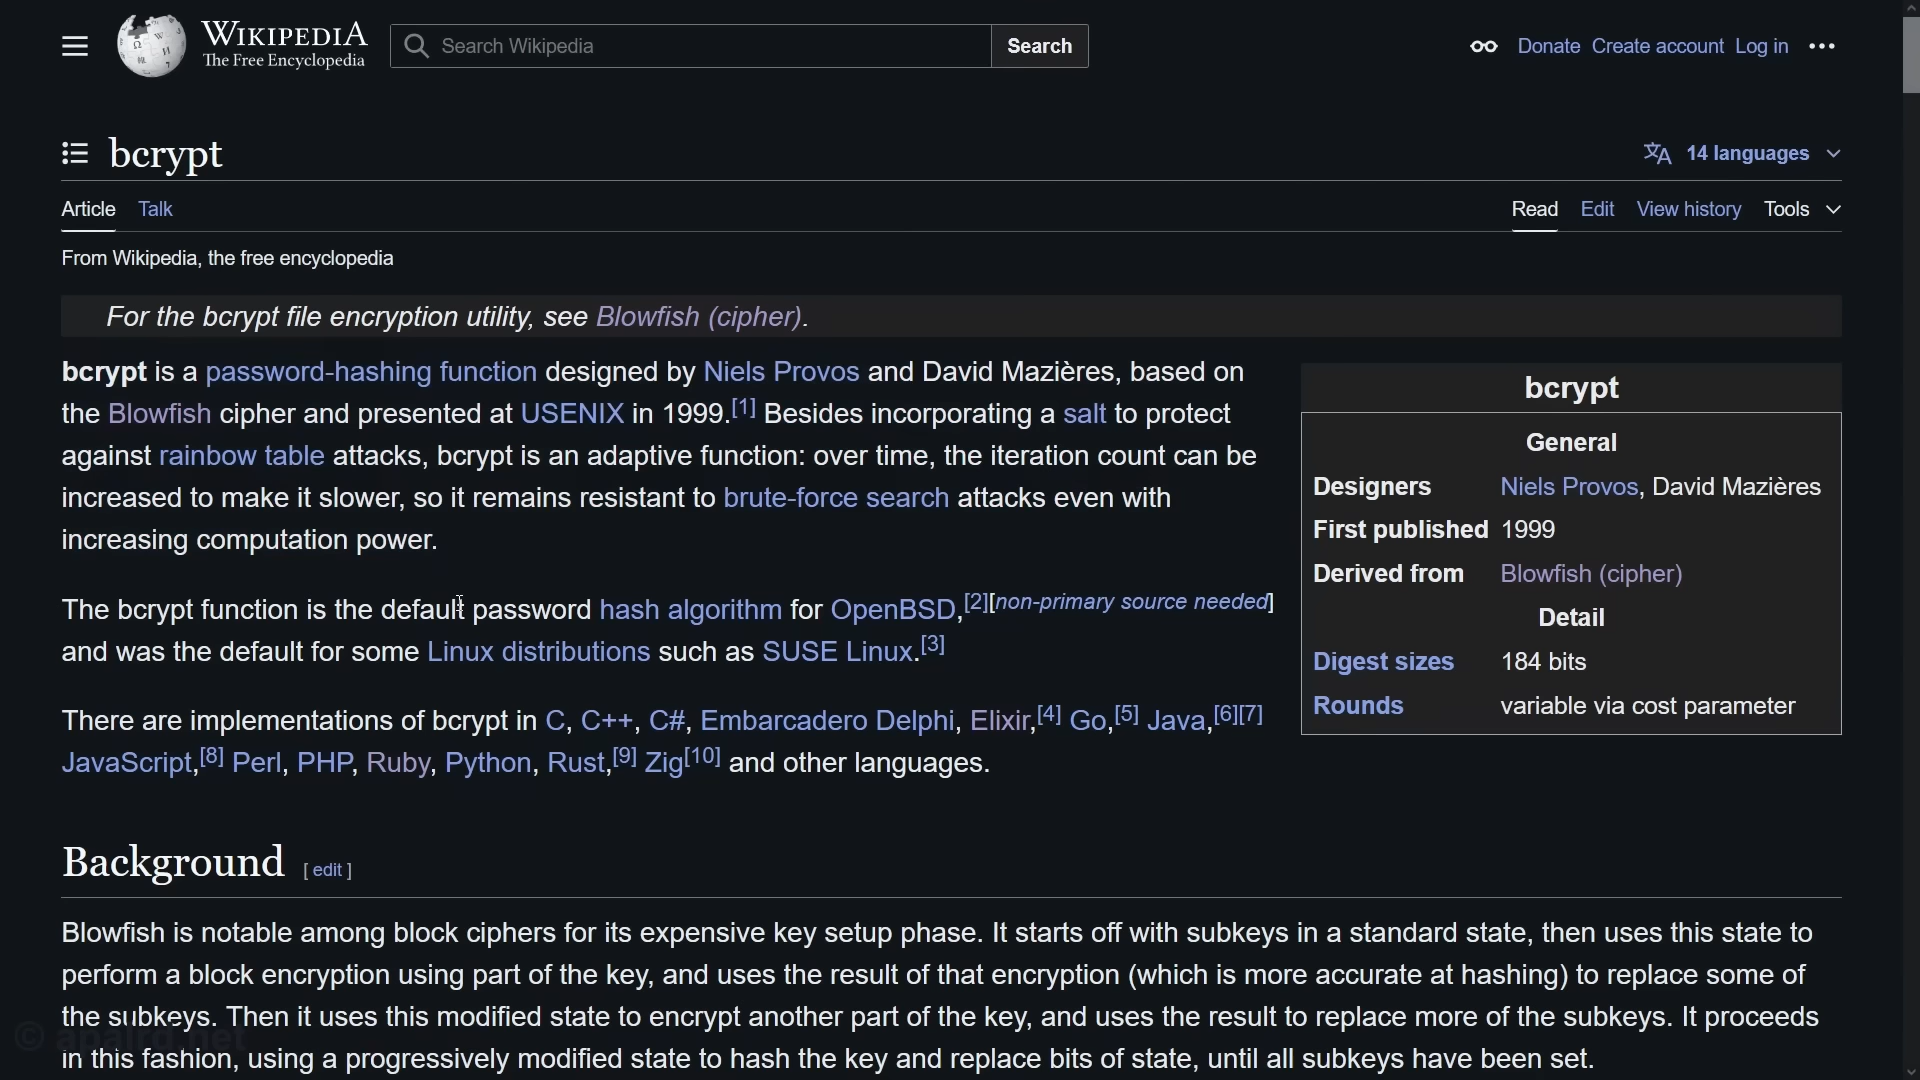 WIKIPEDIA
The Free Encyclopedia
Search Wikipedia
Search
Donate Create account Log in
bcrypt
14 languages
Article Talk
Read Edit View history Tools
From Wikipedia, the free encyclopedia
For the bcrypt file encryption utility, see Blowfish (cipher).
bcrypt is a password-hashing function designed by Niels Provos and David Mazières, based on
the Blowfish cipher and presented at USENIX in 1999.[1] Besides incorporating a salt to protect
against rainbow table attacks, bcrypt is an adaptive function: over time, the iteration count can be
increased to make it slower, so it remains resistant to brute-force search attacks even with
increasing computation power.
The bcrypt function is the default password hash algorithm for OpenBSD,[2][non-primary source needed]
and was the default for some Linux distributions such as SUSE Linux.[3]
There are implementations of bcrypt in C, C++, C#, Embarcadero Delphi, Elixir,[4] Go,[5] Java,[6][7]
JavaScript,[8] Perl, PHP, Ruby, Python, Rust,[9] Zig[10] and other languages.
bcrypt
General
Designers Niels Provos, David Mazières
First published 1999
Derived from Blowfish (cipher)
Detail
Digest sizes 184 bits
Rounds variable via cost parameter
Background [ edit ]
Blowfish is notable among block ciphers for its expensive key setup phase. It starts off with subkeys in a standard state, then uses this state to
perform a block encryption using part of the key, and uses the result of that encryption (which is more accurate at hashing) to replace some of
the subkeys. Then it uses this modified state to encrypt another part of the key, and uses the result to replace more of the subkeys. It proceeds
in this fashion, using a progressively modified state to hash the key and replace bits of state, until all subkeys have been set.
© apalrd.net